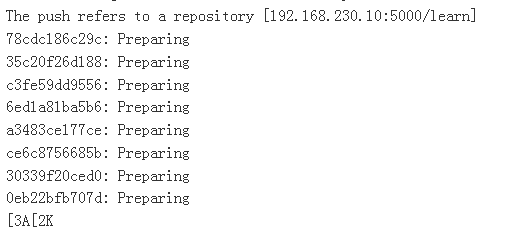 The push refers to a repository [192.168.230.10:5000/learn]
78cdc186c29c: Preparing
35c20f26d188: Preparing
c3fe59dd9556: Preparing
6ed1a81ba5b6: Preparing
a3483ce177ce: Preparing
ce6c8756685b: Preparing
30339f20ced0: Preparing
0eb22bfb707d: Preparing
[3A[2K